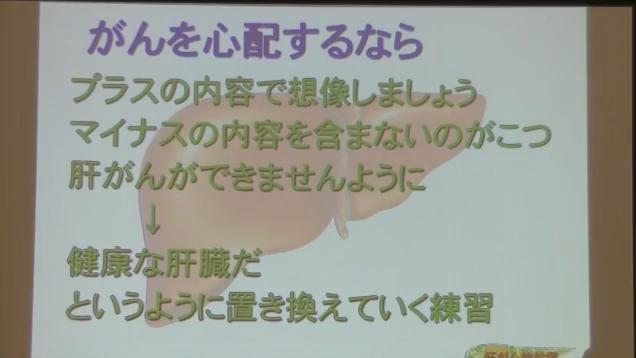 がんを心配するなら
プラスの内容で想像しましょう
マイナスの内容を含まないのがこつ
肝がんができませんように
↓
健康な肝臓だ
というように置き換えていく練習